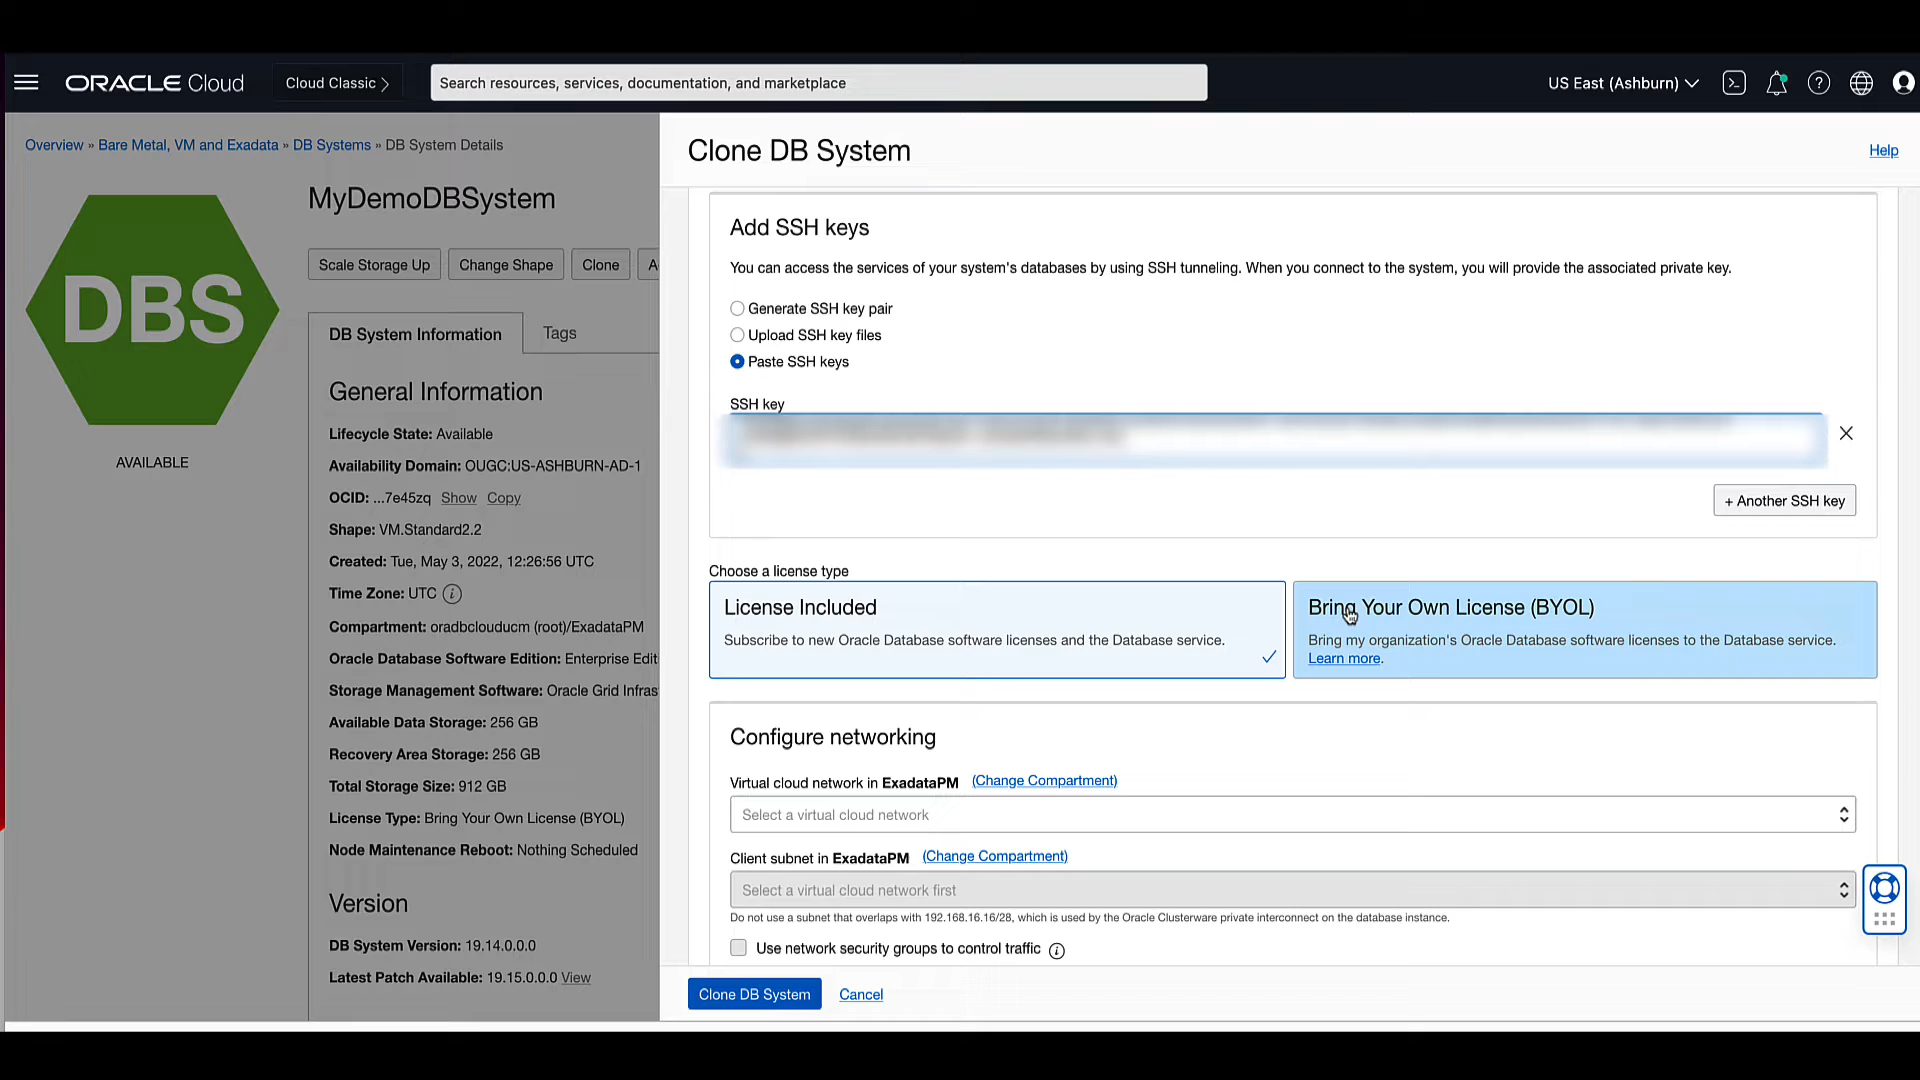 ORACLE Cloud
Cloud Classic
Search resources, services, documentation, and marketplace
US East (Ashburn)
Overview » Bare Metal, VM and Exadata » DB Systems » DB System Details
DBS
AVAILABLE
MyDemoDBSystem
Scale Storage Up
Change Shape
Clone
A
DB System Information
Tags
General Information
Lifecycle State: Available
Availability Domain: OUGC:US-ASHBURN-AD-1
OCID: ...7e45zq Show Copy
Shape: VM.Standard2.2
Created: Tue, May 3, 2022, 12:26:56 UTC
Time Zone: UTC
Compartment: oradbclouducm (root)/ExadataPM
Oracle Database Software Edition: Enterprise Edit
Storage Management Software: Oracle Grid Infras
Available Data Storage: 256 GB
Recovery Area Storage: 256 GB
Total Storage Size: 912 GB
License Type: Bring Your Own License (BYOL)
Node Maintenance Reboot: Nothing Scheduled
Version
DB System Version: 19.14.0.0.0
Latest Patch Available: 19.15.0.0.0 View
Clone DB System
Help
Add SSH keys
You can access the services of your system's databases by using SSH tunneling. When you connect to the system, you will provide the associated private key.
Generate SSH key pair
Upload SSH key files
Paste SSH keys
SSH key
+ Another SSH key
Choose a license type
License Included
Subscribe to new Oracle Database software licenses and the Database service.
Bring Your Own License (BYOL)
Bring my organization's Oracle Database software licenses to the Database service.
Learn more.
Configure networking
Virtual cloud network in ExadataPM (Change Compartment)
Select a virtual cloud network
Client subnet in ExadataPM (Change Compartment)
Select a virtual cloud network first
Do not use a subnet that overlaps with 192.168.16.16/28, which is used by the Oracle Clusterware private interconnect on the database instance.
Use network security groups to control traffic
Clone DB System
Cancel